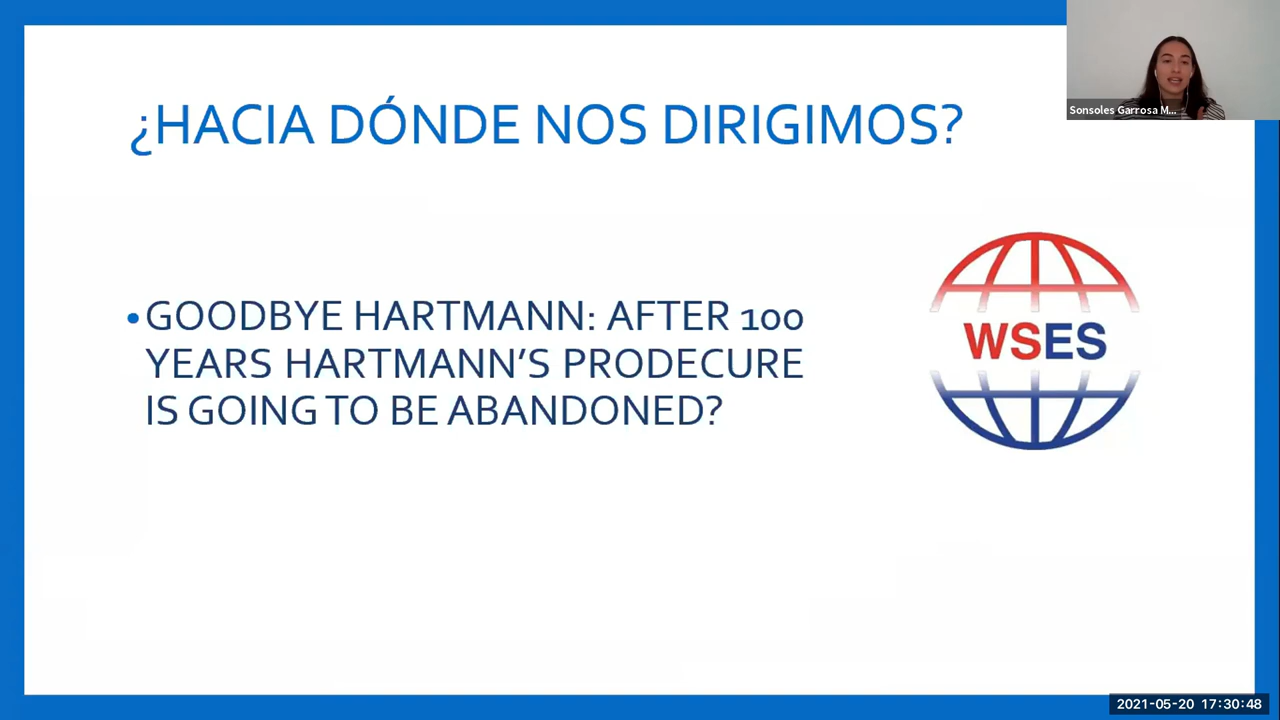 ¿HACIA DÓNDE NOS DIRIGIMOS?
Sonsoles Garrosa M...
•GOODBYE HARTMANN: AFTER 100
YEARS HARTMANN'S PRODECURE
IS GOING TO BE ABANDONED?
WSES
2021-05-20 17:30:48